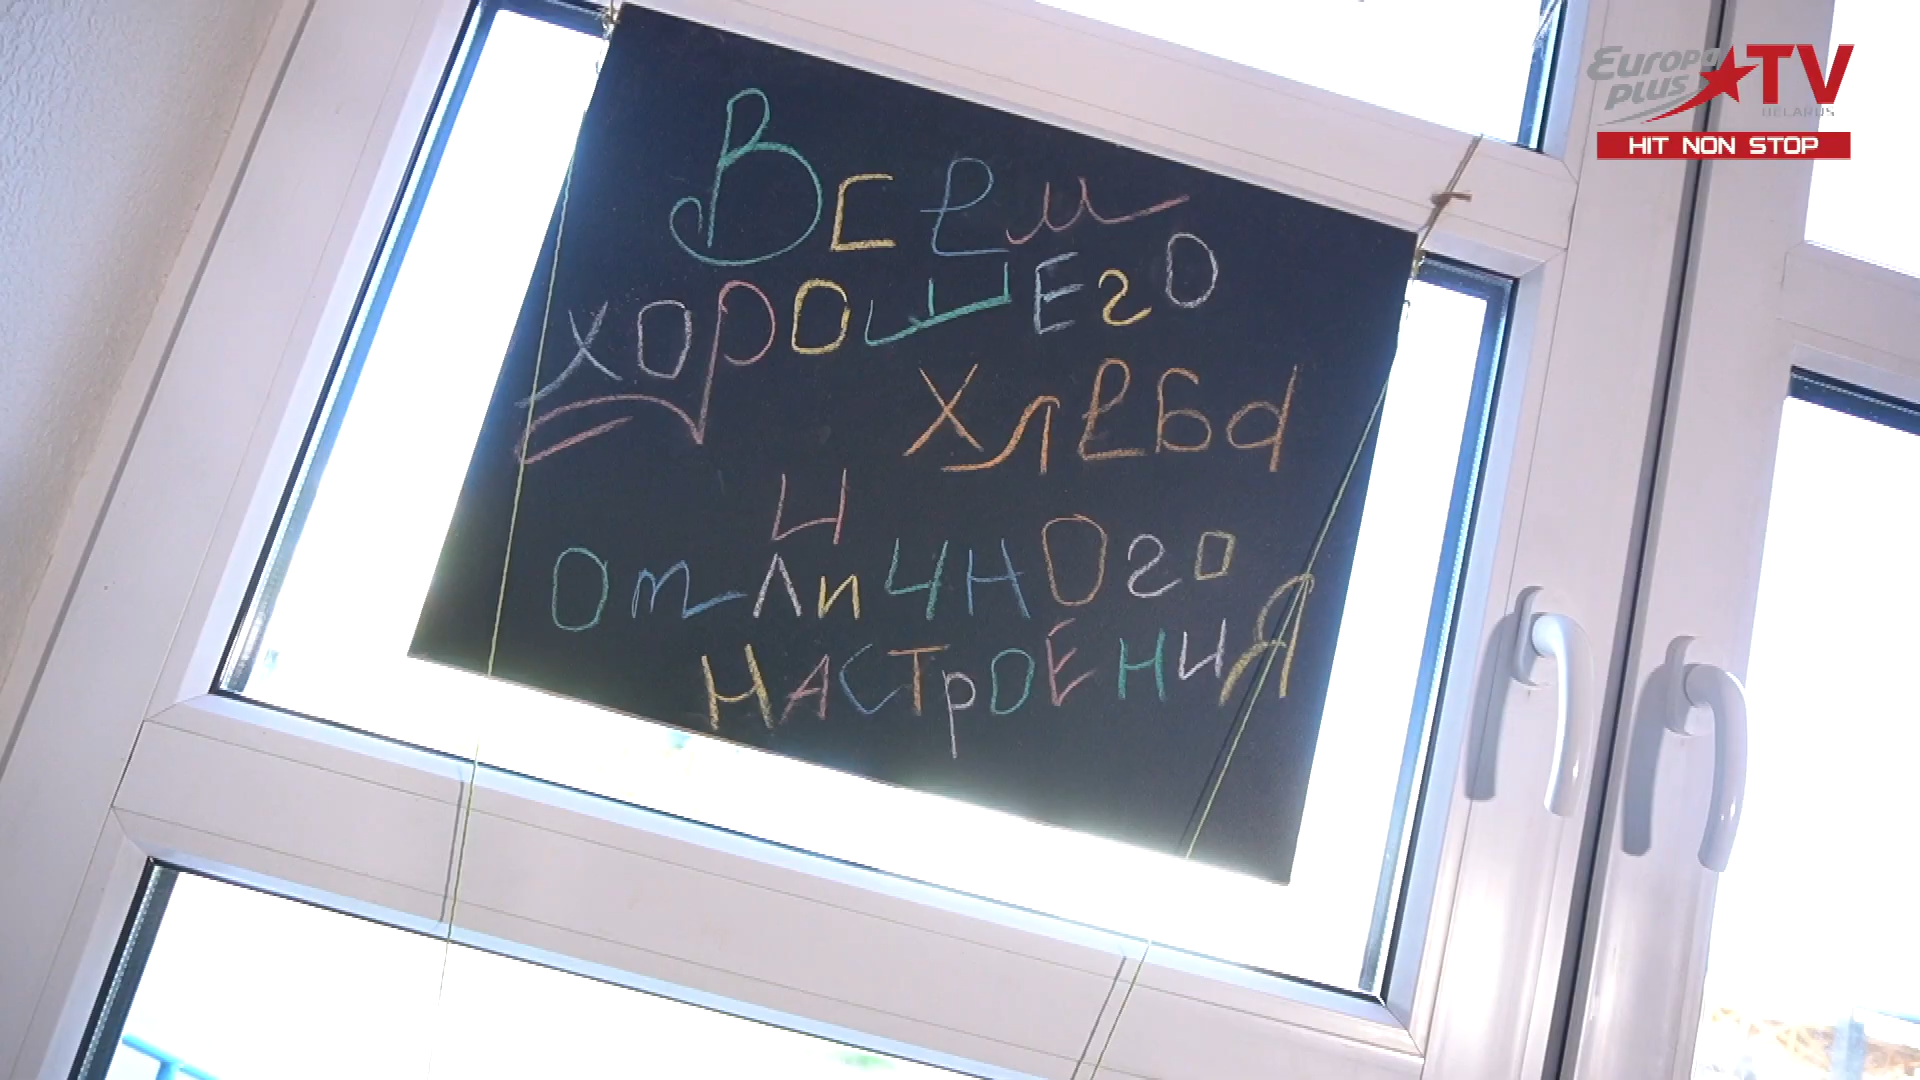 Europa plus TV
BELARUS
HIT NON STOP
Всем
хорошего
хлеба
и
отличного
настроения